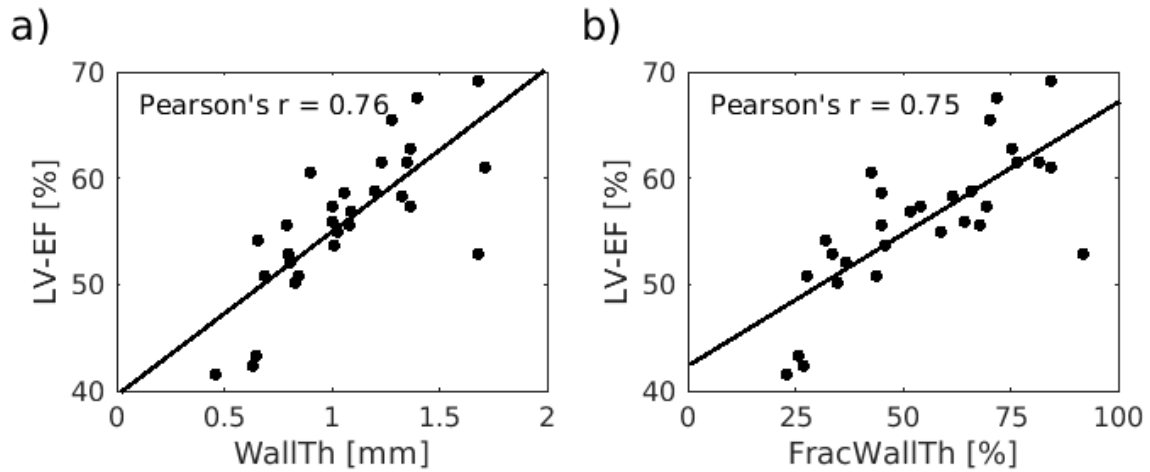 a)
Pearson's r = 0.76
LV-EF [%]
70
60
50
40
0 0.5 1 1.5 2
WallTh [mm]
b)
Pearson's r = 0.75
LV-EF [%]
70
60
50
40
0 25 50 75 100
FracWallTh [%]